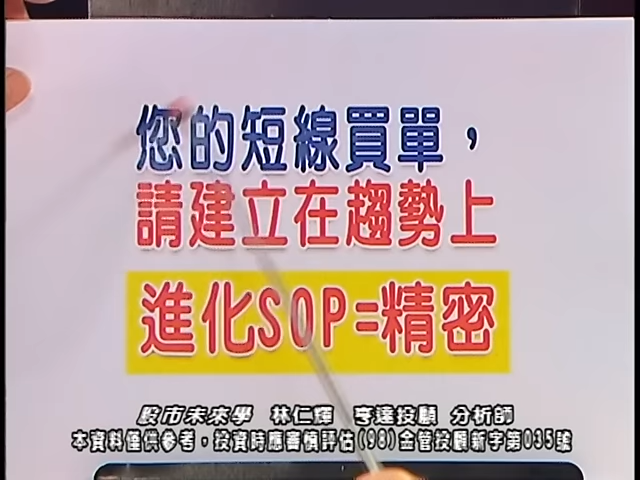 您的短線買單，
請建立在趨勢上
進化SOP=精密
股市未來學 林仁輝 亨達投顧 分析師
本資料僅供參考，投資時應審慎評估(98)金管投顧新字第035號